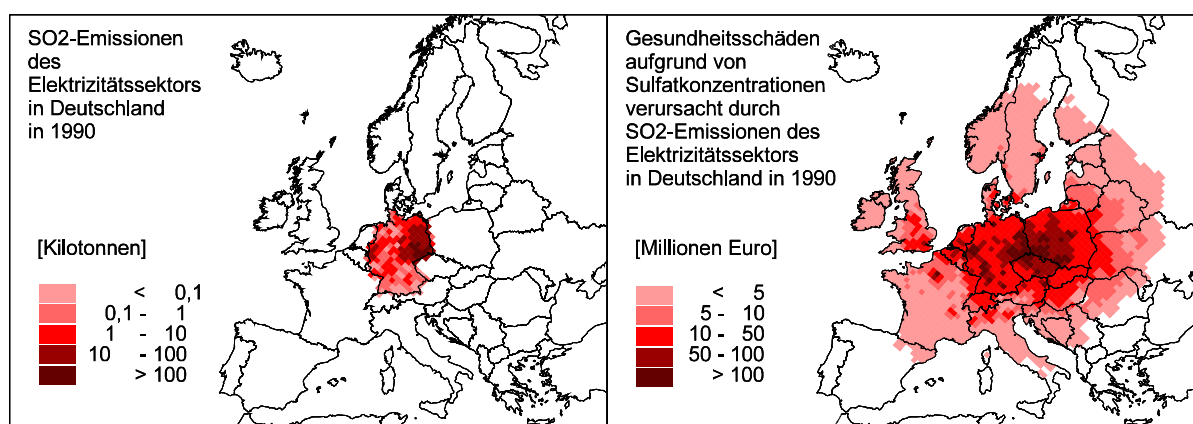 SO2-Emissionen
des
Elektrizitätssektors
in Deutschland
in 1990
[Kilotonnen]
< 0,1
0,1 - 1
1 - 10
10 - 100
> 100
Gesundheitsschäden
aufgrund von
Sulfatkonzentrationen
verursacht durch
SO2-Emissionen des
Elektrizitätssektors
in Deutschland in 1990
[Millionen Euro]
< 5
5 - 10
10 - 50
50 - 100
> 100